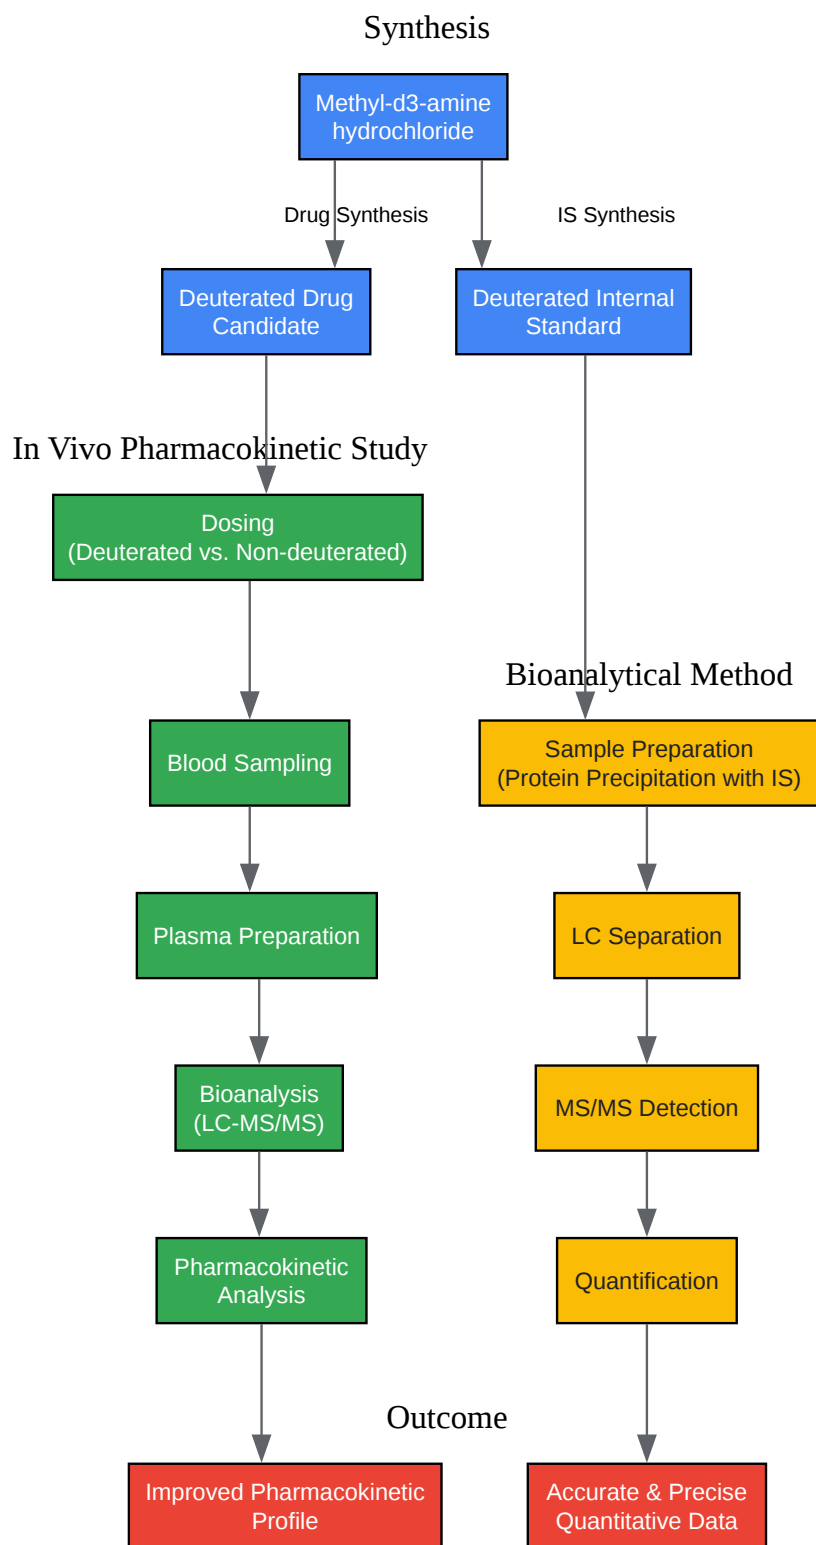 Synthesis
Methyl-d3-amine
hydrochloride
Drug Synthesis
IS Synthesis
Deuterated Drug
Candidate
Deuterated Internal
Standard
In Vivo Pharmacokinetic Study
Dosing
(Deuterated vs. Non-deuterated)
Bioanalytical Method
Blood Sampling
Sample Preparation
(Protein Precipitation with IS)
Plasma Preparation
LC Separation
Bioanalysis
(LC-MS/MS)
MS/MS Detection
Pharmacokinetic
Analysis
Quantification
Outcome
Improved Pharmacokinetic
Profile
Accurate & Precise
Quantitative Data